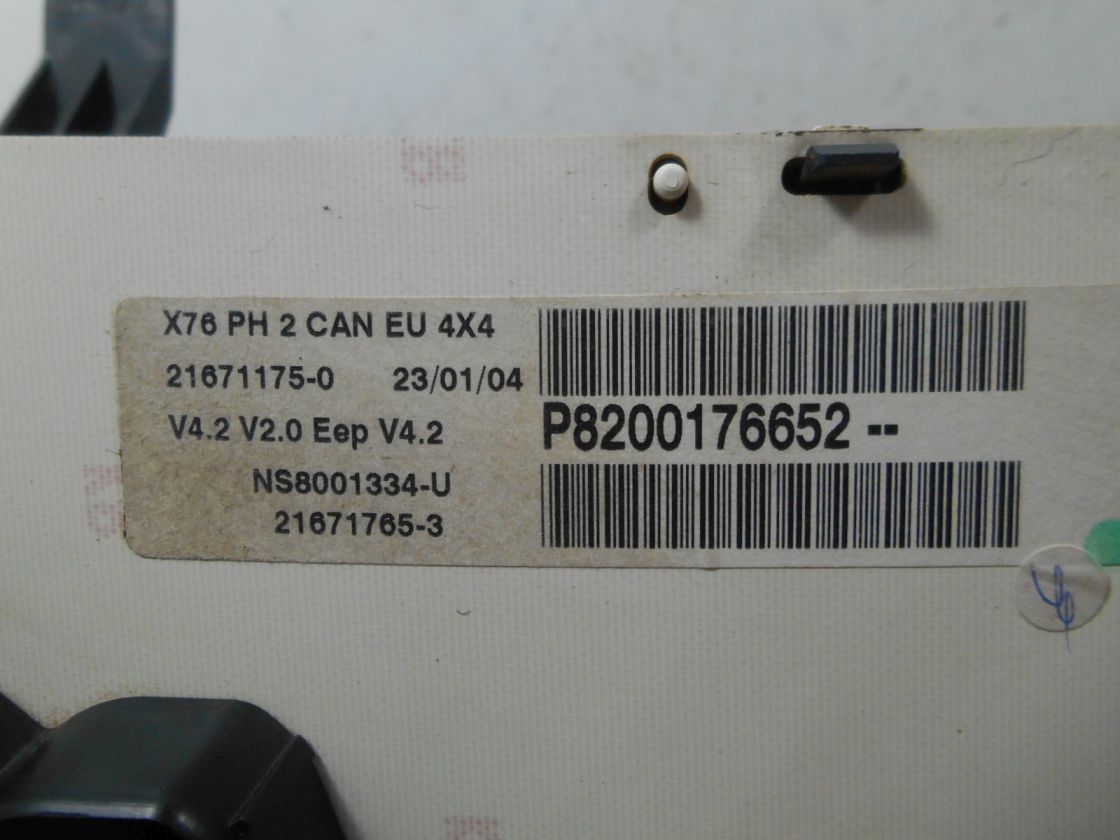 X76 PH 2 CAN EU 4X4
21671175-0 23/01/04
V4.2 V2.0 Eep V4.2
P8200176652 --
NS8001334-U
21671765-3